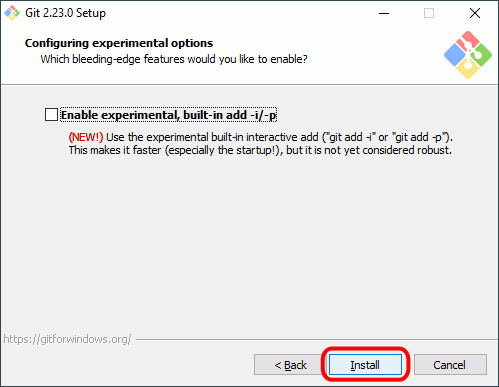 Git 2.23.0 Setup
Configuring experimental options
Which bleeding-edge features would you like to enable?
Enable experimental, built-in add -i/-p
(NEW!) Use the experimental built-in interactive add ("git add -i" or "git add -p").
This makes it faster (especially the startup!), but it is not yet considered robust.
https://gitforwindows.org/
< Back
Install
Cancel